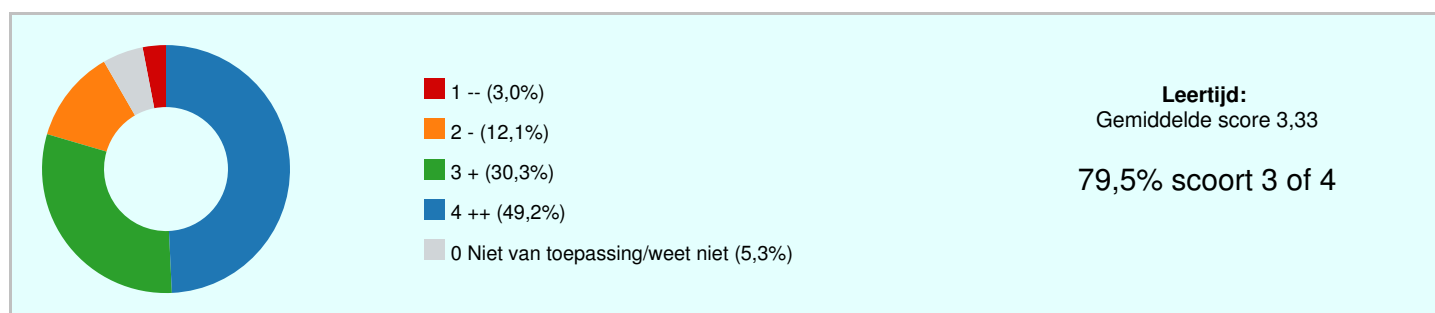 1 -- (3,0%)
2 - (12,1%)
3 + (30,3%)
4 ++ (49,2%)
0 Niet van toepassing/weet niet (5,3%)
Leertijd:
Gemiddelde score 3,33
79,5% scoort 3 of 4